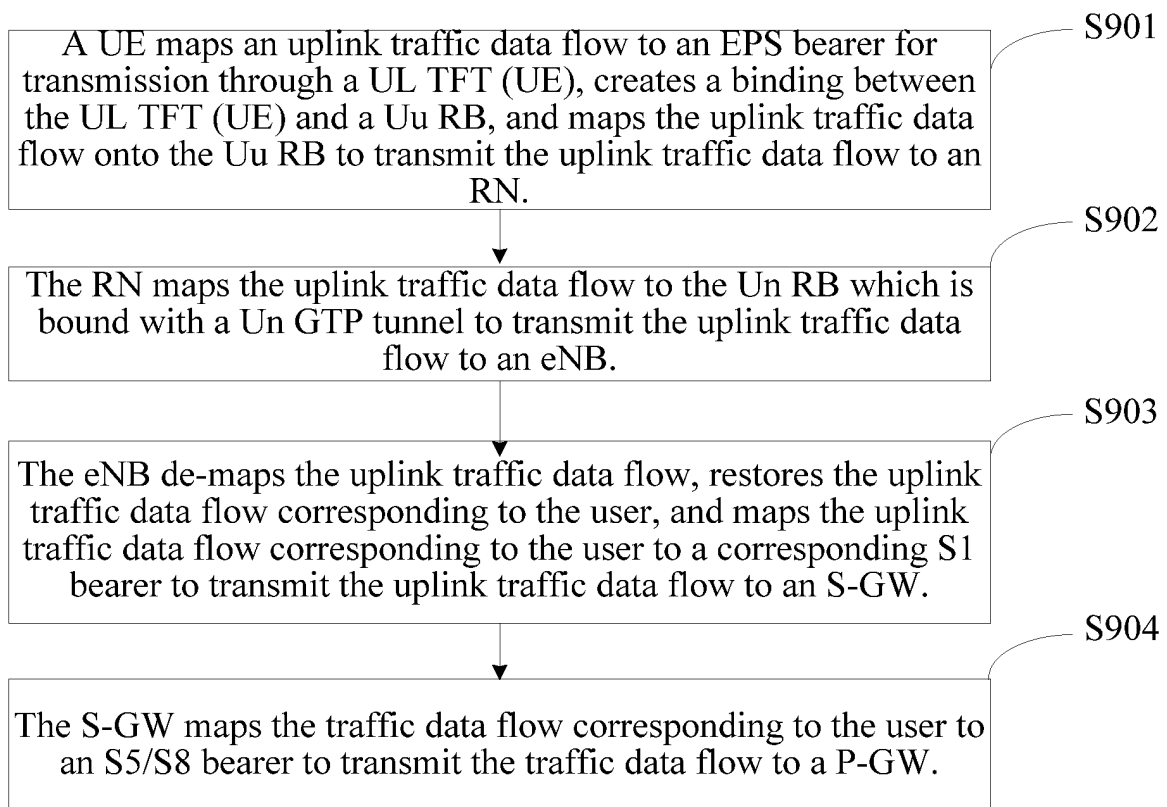 S901
A UE maps an uplink traffic data flow to an EPS bearer for
transmission through a UL TFT (UE), creates a binding between
the UL TFT (UE) and a Uu RB, and maps the uplink traffic data
flow onto the Uu RB to transmit the uplink traffic data flow to an
RN.
S902
The RN maps the uplink traffic data flow to the Un RB which is
bound with a Un GTP tunnel to transmit the uplink traffic data
flow to an eNB.
S903
The eNB de-maps the uplink traffic data flow, restores the uplink
traffic data flow corresponding to the user, and maps the uplink
traffic data flow corresponding to the user to a corresponding S1
bearer to transmit the uplink traffic data flow to an S-GW.
S904
The S-GW maps the traffic data flow corresponding to the user to
an S5/S8 bearer to transmit the traffic data flow to a P-GW.